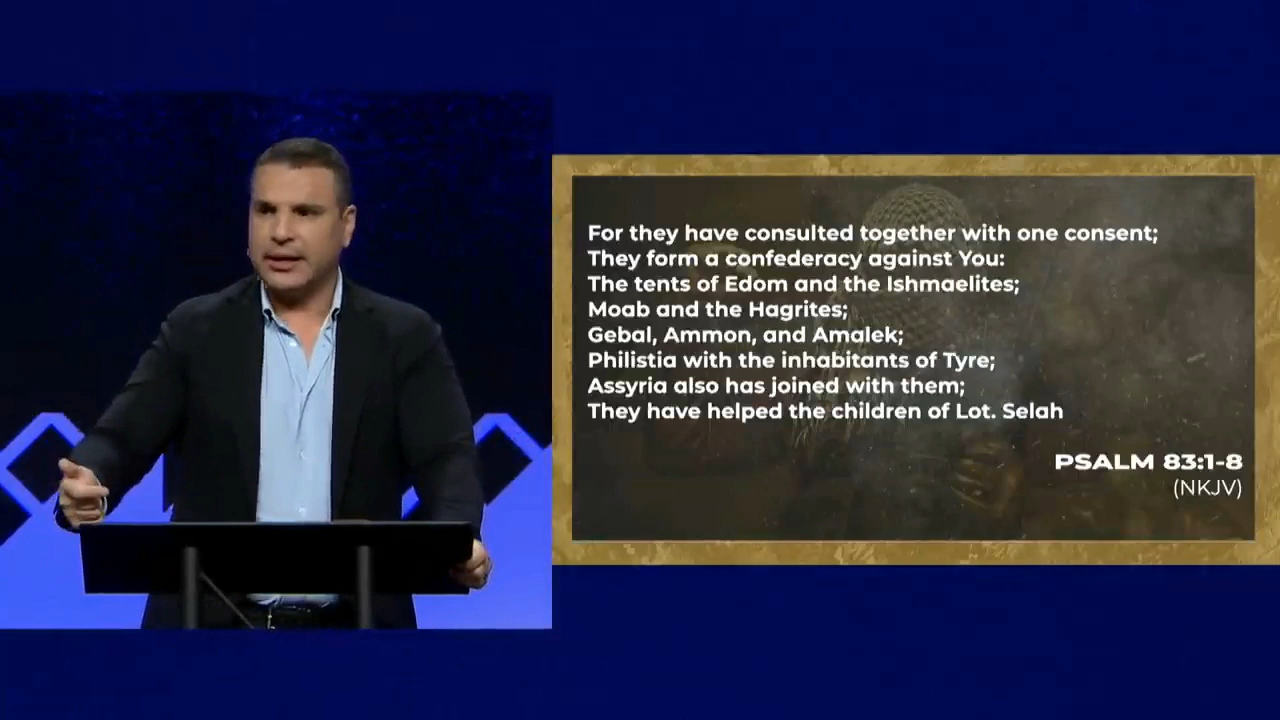 For they have consulted together with one consent;
They form a confederacy against You:
The tents of Edom and the Ishmaelites;
Moab and the Hagrites;
Gebal, Ammon, and Amalek;
Philistia with the inhabitants of Tyre;
Assyria also has joined with them;
They have helped the children of Lot. Selah
PSALM 83:1-8
(NKJV)